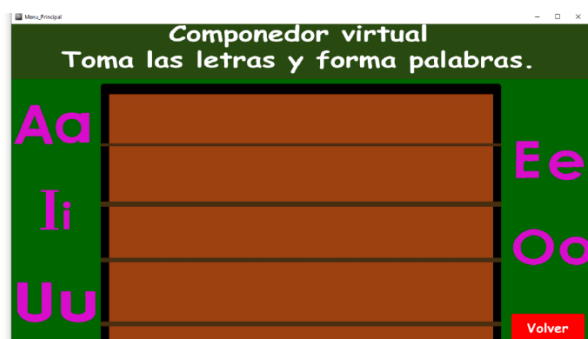 Menu_Principal
Componedor virtual
Toma las letras y forma palabras.
Aa
Ee
Ii
Oo
Uu
Volver